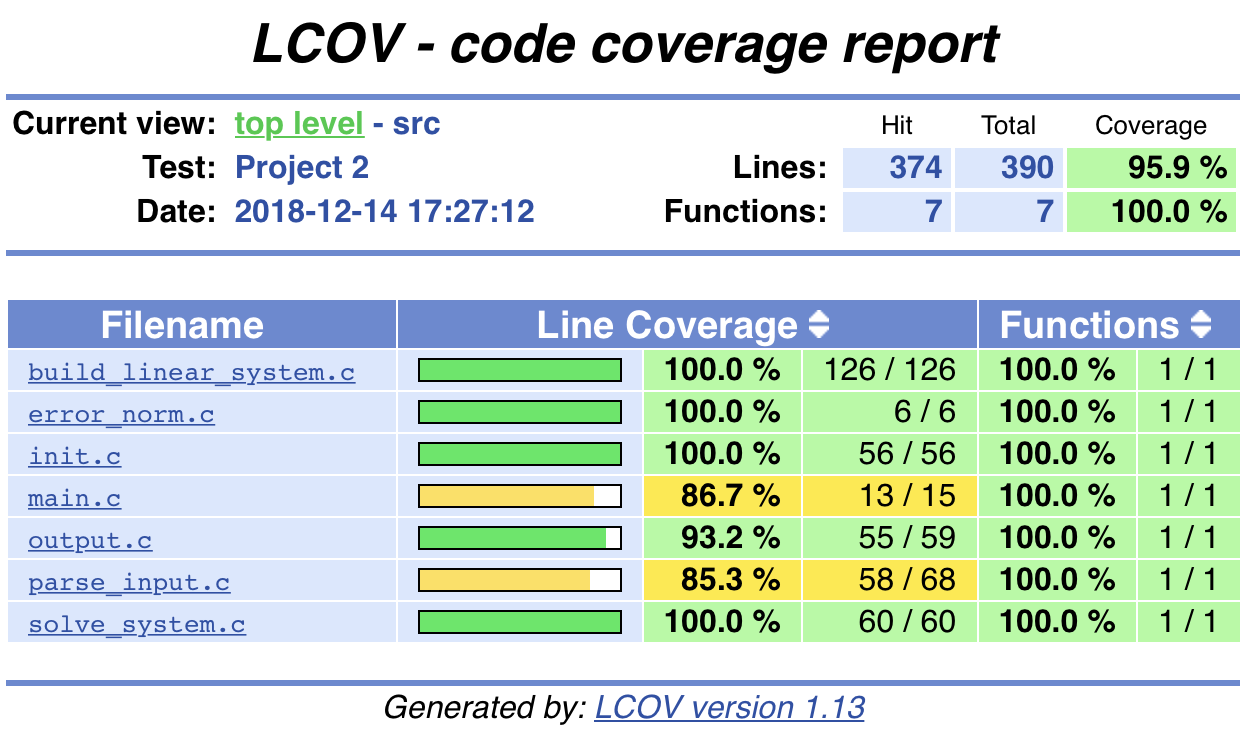 LCOV - code coverage report
Current view: top level - src Hit Total Coverage
Test: Project 2 Lines: 374 390 95.9 %
Date: 2018-12-14 17:27:12 Functions: 7 7 100.0 %
Filename Line Coverage Functions
build_linear_system.c 100.0 % 126 / 126 100.0 % 1 / 1
error_norm.c 100.0 % 6 / 6 100.0 % 1 / 1
init.c 100.0 % 56 / 56 100.0 % 1 / 1
main.c 86.7 % 13 / 15 100.0 % 1 / 1
output.c 93.2 % 55 / 59 100.0 % 1 / 1
parse_input.c 85.3 % 58 / 68 100.0 % 1 / 1
solve_system.c 100.0 % 60 / 60 100.0 % 1 / 1
Generated by: LCOV version 1.13